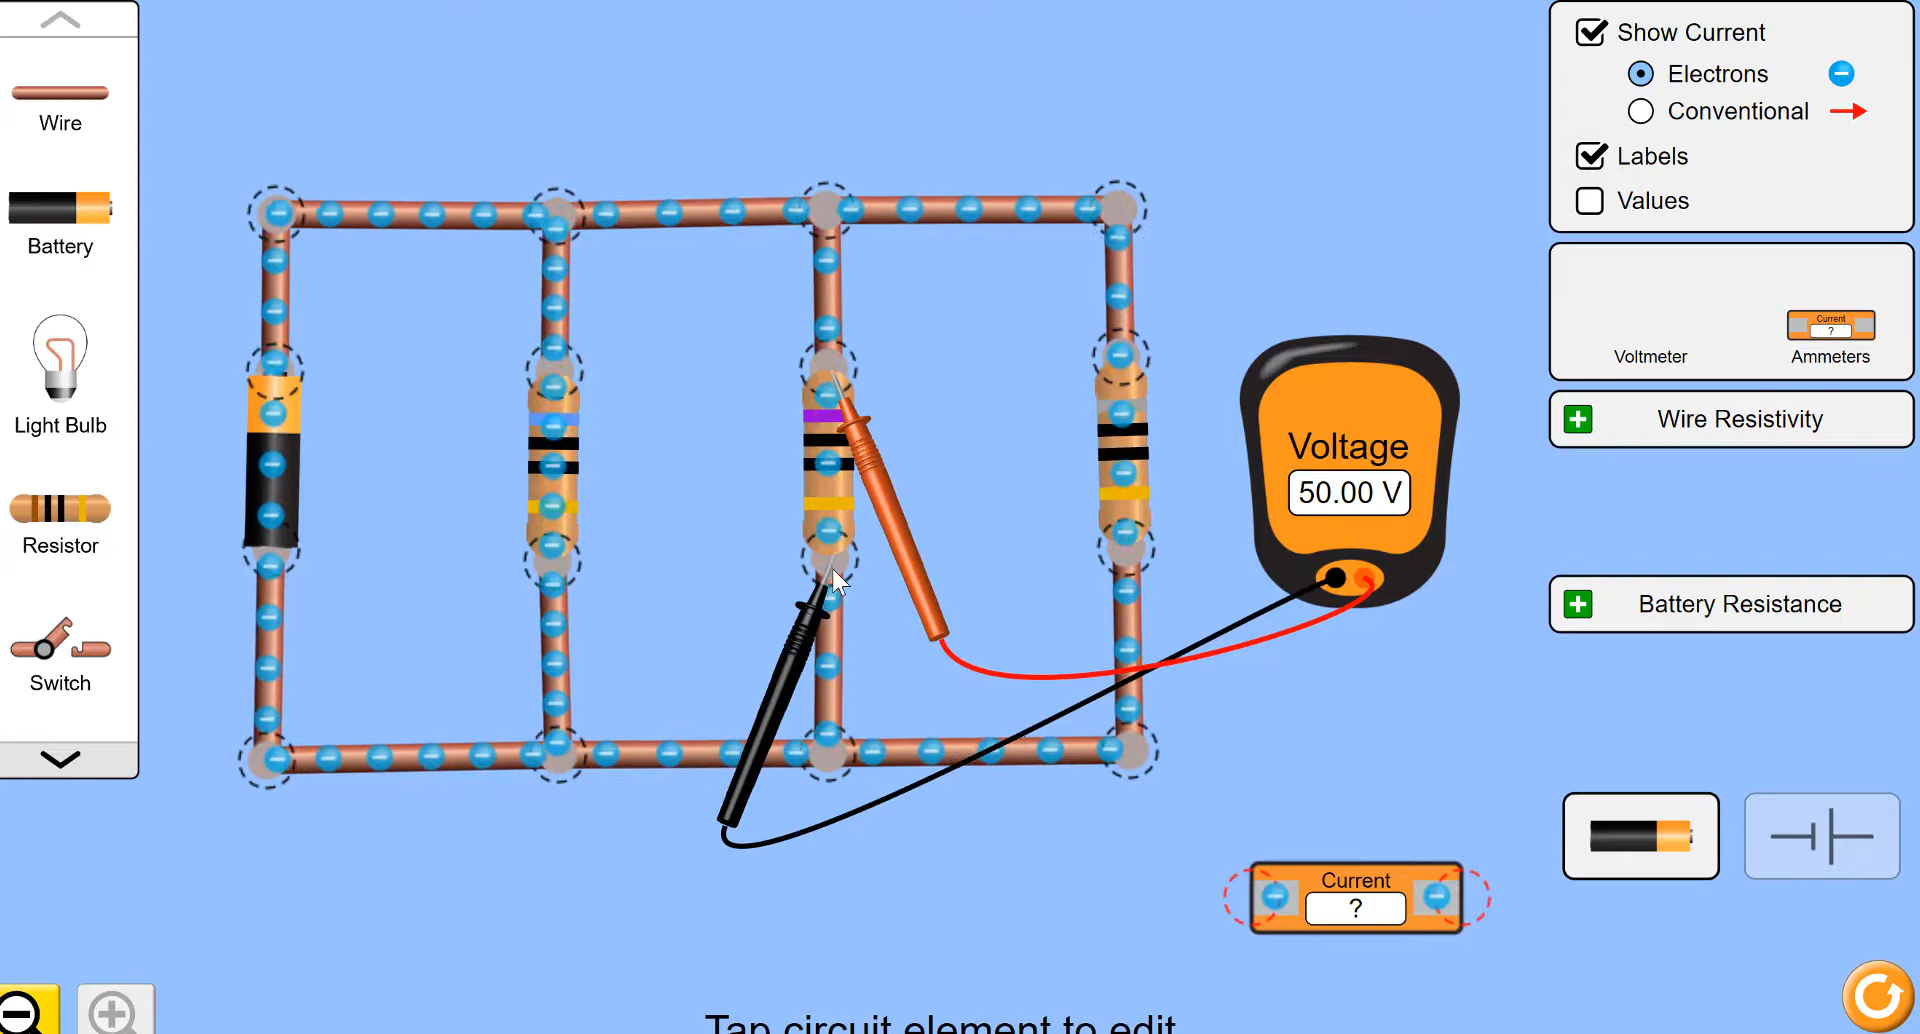 Wire
Battery
Light Bulb
Resistor
Switch
Show Current
Electrons
Conventional
Labels
Values
Current
?
Voltmeter
Ammeters
Wire Resistivity
Battery Resistance
Voltage
50.00 V
Current
?
Tap circuit element to edit